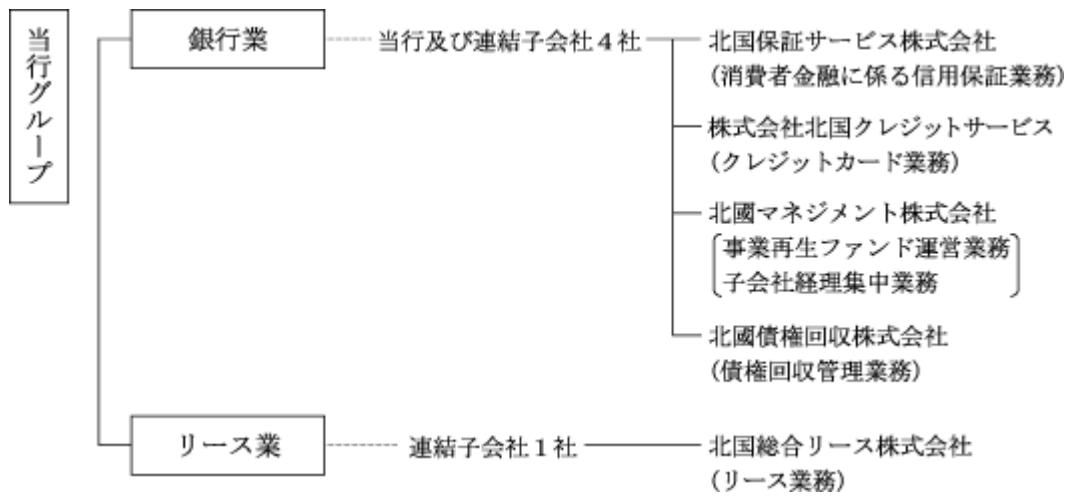 当行グループ
銀行業
当行及び連結子会社4社
北国保証サービス株式会社
(消費者金融に係る信用保証業務)
株式会社北国クレジットサービス
(クレジットカード業務)
北國マネジメント株式会社
事業再生ファンド運営業務
子会社経理集中業務
北國債権回収株式会社
(債権回収管理業務)
リース業
連結子会社1社
北国総合リース株式会社
(リース業務)